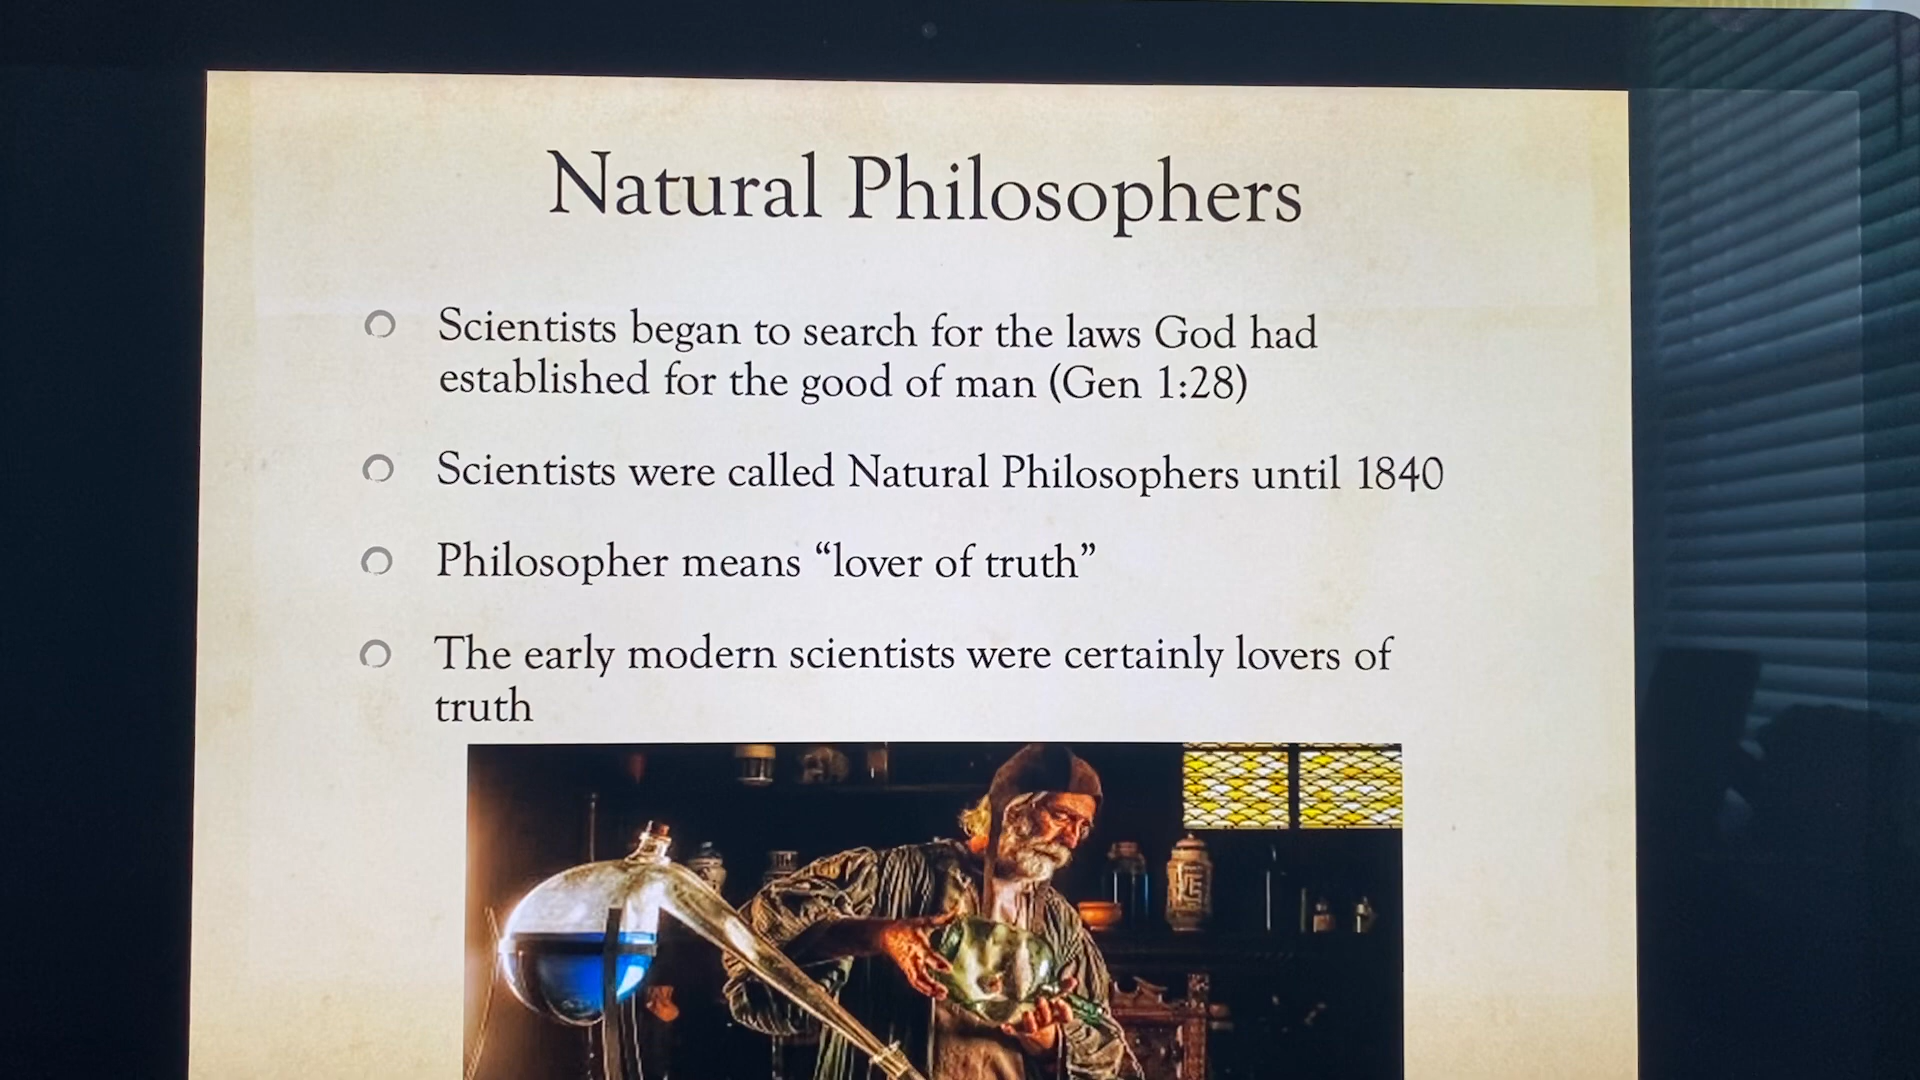 Natural Philosophers
Scientists began to search for the laws God had
established for the good of man (Gen 1:28)
Scientists were called Natural Philosophers until 1840
Philosopher means “lover of truth”
The early modern scientists were certainly lovers of
truth